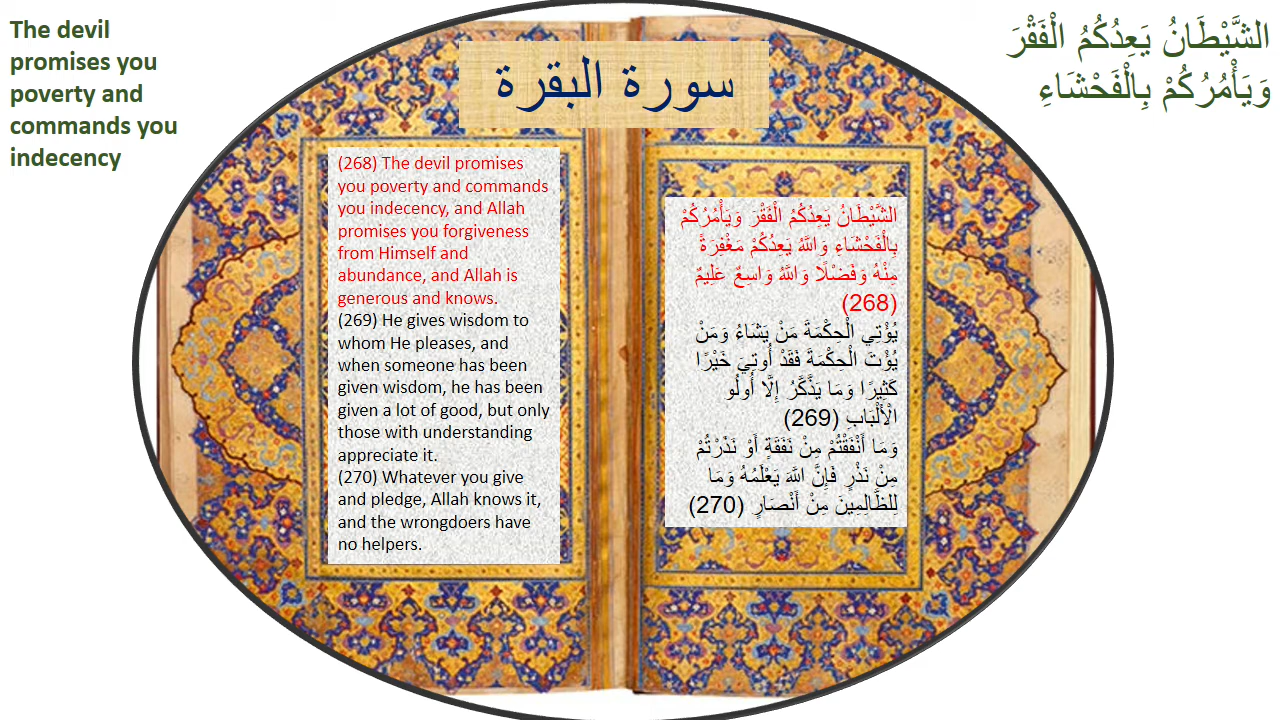 The devil
promises you
poverty and
commands you
indecency
الشَّيْطَانُ يَعِدُكُمُ الْفَقْرَ
وَيَأْمُرُكُمْ بِالْفَحْشَاءِ
سورة البقرة
(268) The devil promises
you poverty and commands
you indecency, and Allah
promises you forgiveness
from Himself and
abundance, and Allah is
generous and knows.
(269) He gives wisdom to
whom He pleases, and
when someone has been
given wisdom, he has been
given a lot of good, but only
those with understanding
appreciate it.
(270) Whatever you give
and pledge, Allah knows it,
and the wrongdoers have
no helpers.
الشَّيْطَانُ يَعِدُكُمُ الْفَقْرَ وَيَأْمُرُكُمْ
بِالْفَحْشَاءِ وَاللَّهُ يَعِدُكُمْ مَغْفِرَةً
مِنْهُ وَفَضْلًا وَاللَّهُ وَاسِعٌ عَلِيمٌ
(268)
يُؤْتِي الْحِكْمَةَ مَنْ يَشَاءُ وَمَنْ
يُؤْتَ الْحِكْمَةَ فَقَدْ أُوتِيَ خَيْرًا
كَثِيرًا وَمَا يَذَّكَّرُ إِلَّا أُولُو
الْأَلْبَابِ (269)
وَمَا أَنْفَقْتُمْ مِنْ نَفَقَةٍ أَوْ نَذَرْتُمْ
مِنْ نَذْرٍ فَإِنَّ اللَّهَ يَعْلَمُهُ وَمَا
لِلظَّالِمِينَ مِنْ أَنْصَارٍ (270)